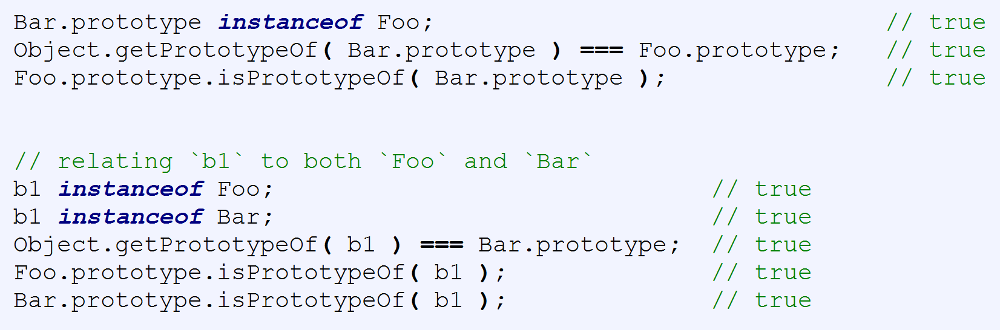 Bar.prototype instanceof Foo; // true
Object.getPrototypeOf( Bar.prototype ) === Foo.prototype; // true
Foo.prototype.isPrototypeOf( Bar.prototype ); // true
// relating `b1` to both `Foo` and `Bar`
b1 instanceof Foo; // true
b1 instanceof Bar; // true
Object.getPrototypeOf( b1 ) === Bar.prototype; // true
Foo.prototype.isPrototypeOf( b1 ); // true
Bar.prototype.isPrototypeOf( b1 ); // true